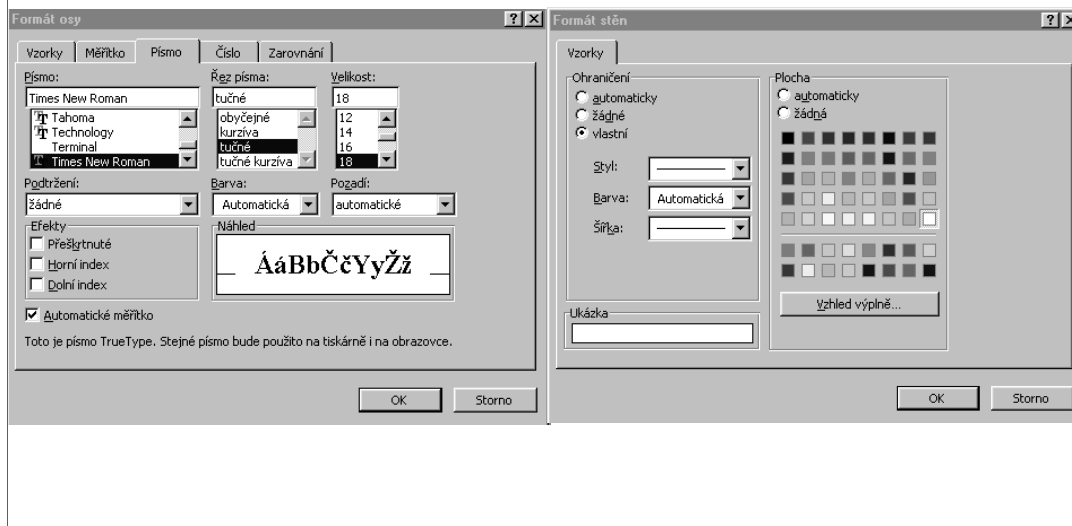 Formát osy
Vzorky Měřítko Písmo Číslo Zarovnání
Písmo: Řez písma: Velikost:
Times New Roman tučné 18
Tahoma obyčejné 12
Technology kurzíva 14
Terminal tučné 16
Times New Roman tučné kurzíva 18
Podtržení: Barva: Pozadí:
žádné Automatická automatické
Efekty Náhled
Přeškrtnuté
Horní index
Dolní index
ÁáBbČčYyŽž
Automatické měřítko
Toto je písmo TrueType. Stejné písmo bude použito na tiskárně i na obrazovce.
OK Storno
Formát stěn
Vzorky
Ohraničení
automaticky
žádné
vlastní
Styl:
Barva: Automatická
Šířka:
Ukázka
Plocha
automaticky
žádná
Vzhled výplně...
OK Storno